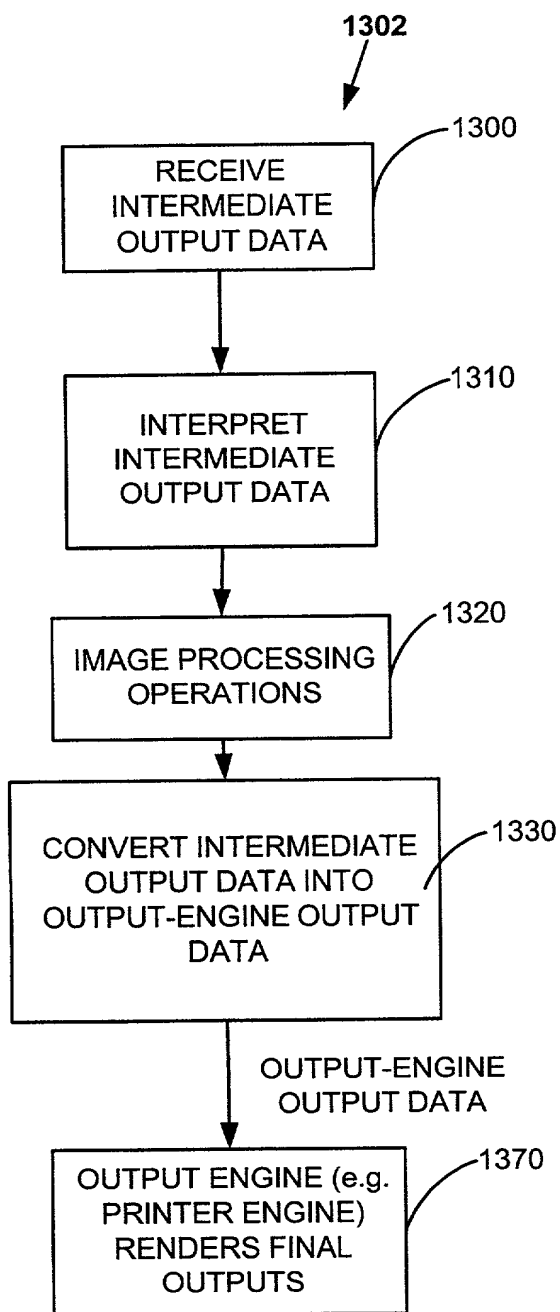 1302
1300
RECEIVE
INTERMEDIATE
OUTPUT DATA
1310
INTERPRET
INTERMEDIATE
OUTPUT DATA
1320
IMAGE PROCESSING
OPERATIONS
1330
CONVERT INTERMEDIATE
OUTPUT DATA INTO
OUTPUT-ENGINE OUTPUT
DATA
OUTPUT-ENGINE
OUTPUT DATA
1370
OUTPUT ENGINE (e.g.
PRINTER ENGINE)
RENDERS FINAL
OUTPUTS